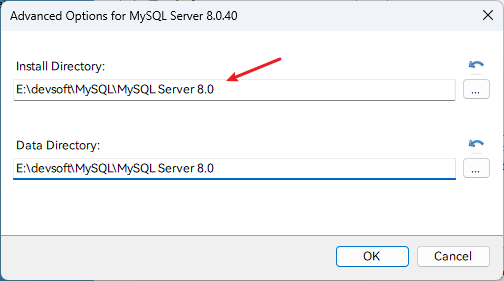 Advanced Options for MySQL Server 8.0.40
Install Directory:
E:\devsoft\MySQL\MySQL Server 8.0
...
Data Directory:
E:\devsoft\MySQL\MySQL Server 8.0
...
OK
Cancel